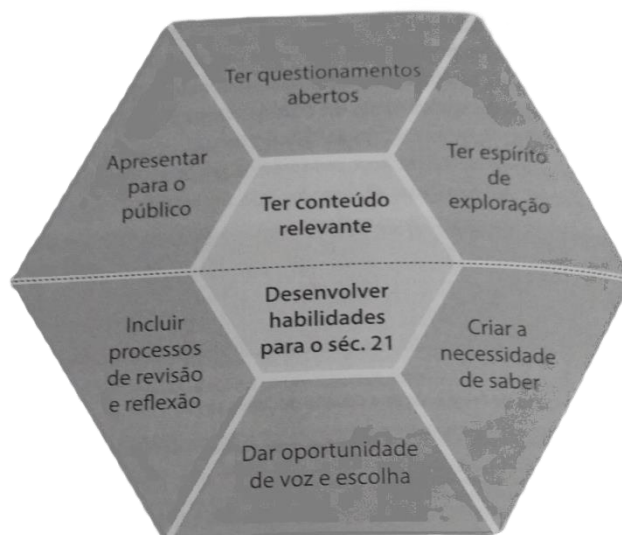 Ter questionamentos
abertos
Apresentar
para o
público
Ter espírito
de
exploração
Ter conteúdo
relevante
Desenvolver
habilidades
para o séc. 21
Incluir
processos
de revisão
e reflexão
Criar a
necessidade
de saber
Dar oportunidade
de voz e escolha